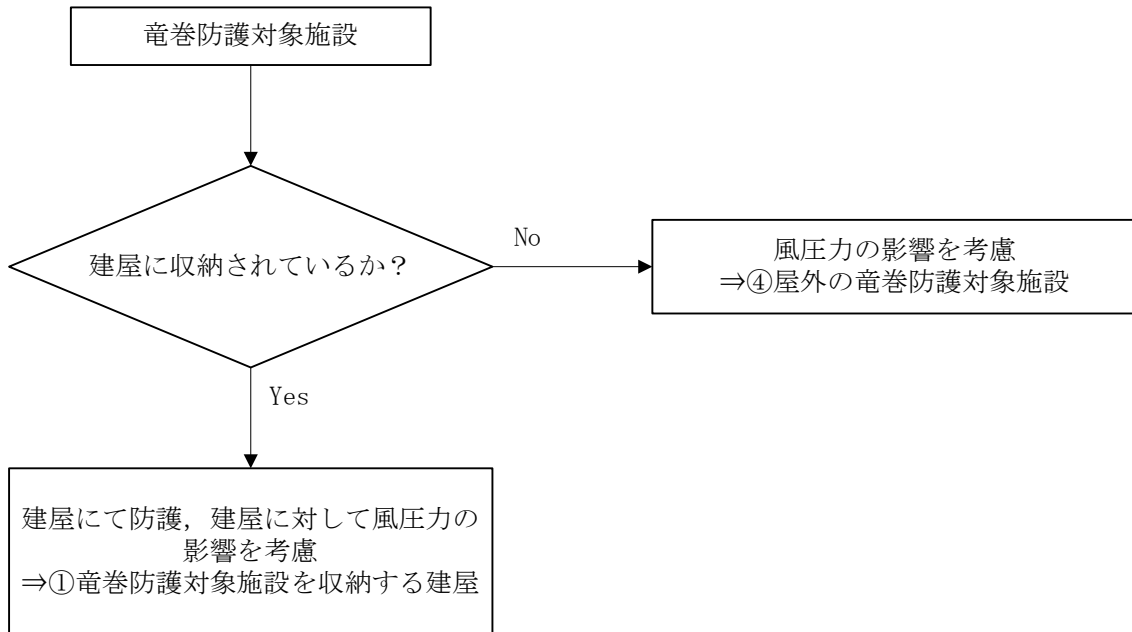 竜巻防護対象施設
建屋に収納されているか？
No
風圧力の影響を考慮
⇒④屋外の竜巻防護対象施設
Yes
建屋にて防護，建屋に対して風圧力の
影響を考慮
⇒①竜巻防護対象施設を収納する建屋